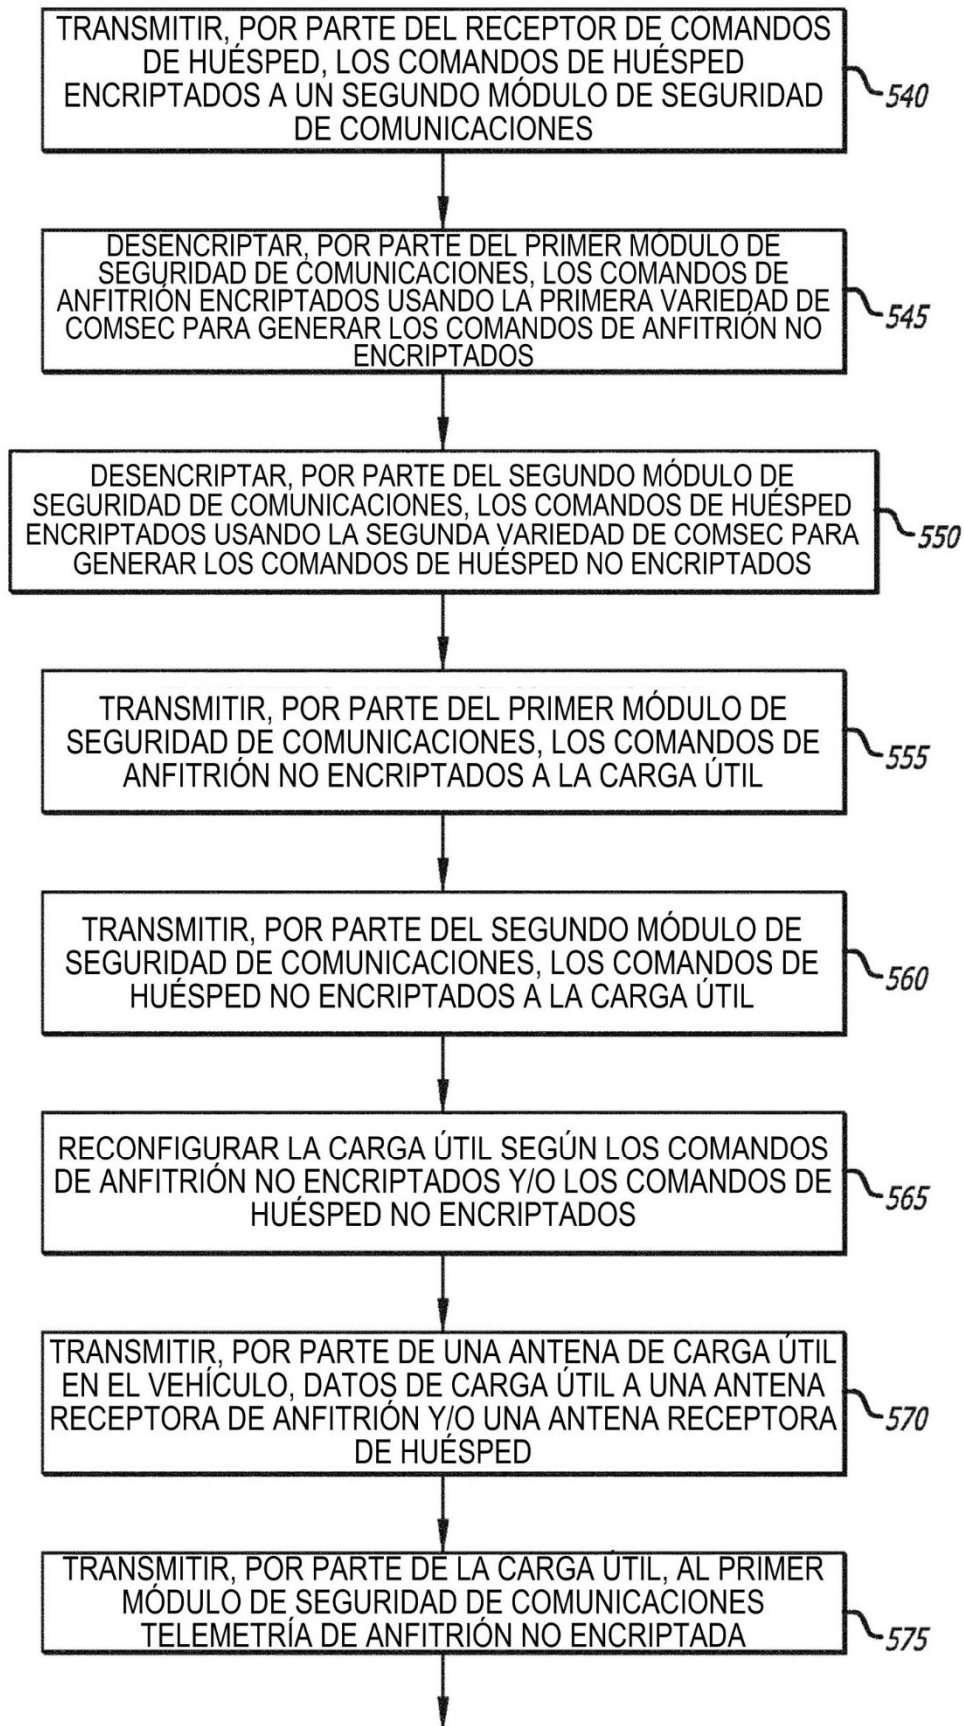 TRANSMITIR, POR PARTE DEL RECEPTOR DE COMANDOS
DE HUÉSPED, LOS COMANDOS DE HUÉSPED
ENCRIPTADOS A UN SEGUNDO MÓDULO DE SEGURIDAD
DE COMUNICACIONES
540
DESENCRIPTAR, POR PARTE DEL PRIMER MÓDULO DE
SEGURIDAD DE COMUNICACIONES, LOS COMANDOS DE
ANFITRIÓN ENCRIPTADOS USANDO LA PRIMERA VARIEDAD DE
COMSEC PARA GENERAR LOS COMANDOS DE ANFITRIÓN NO
ENCRIPTADOS
545
DESENCRIPTAR, POR PARTE DEL SEGUNDO MÓDULO DE
SEGURIDAD DE COMUNICACIONES, LOS COMANDOS DE HUÉSPED
ENCRIPTADOS USANDO LA SEGUNDA VARIEDAD DE COMSEC PARA
GENERAR LOS COMANDOS DE HUÉSPED NO ENCRIPTADOS
550
TRANSMITIR, POR PARTE DEL PRIMER MÓDULO DE
SEGURIDAD DE COMUNICACIONES, LOS COMANDOS DE
ANFITRIÓN NO ENCRIPTADOS A LA CARGA ÚTIL
555
TRANSMITIR, POR PARTE DEL SEGUNDO MÓDULO DE
SEGURIDAD DE COMUNICACIONES, LOS COMANDOS DE
HUÉSPED NO ENCRIPTADOS A LA CARGA ÚTIL
560
RECONFIGURAR LA CARGA ÚTIL SEGÚN LOS COMANDOS
DE ANFITRIÓN NO ENCRIPTADOS Y/O LOS COMANDOS DE
HUÉSPED NO ENCRIPTADOS
565
TRANSMITIR, POR PARTE DE UNA ANTENA DE CARGA ÚTIL
EN EL VEHÍCULO, DATOS DE CARGA ÚTIL A UNA ANTENA
RECEPTORA DE ANFITRIÓN Y/O UNA ANTENA RECEPTORA
DE HUÉSPED
570
TRANSMITIR, POR PARTE DE LA CARGA ÚTIL, AL PRIMER
MÓDULO DE SEGURIDAD DE COMUNICACIONES
TELEMETRÍA DE ANFITRIÓN NO ENCRIPTADA
575